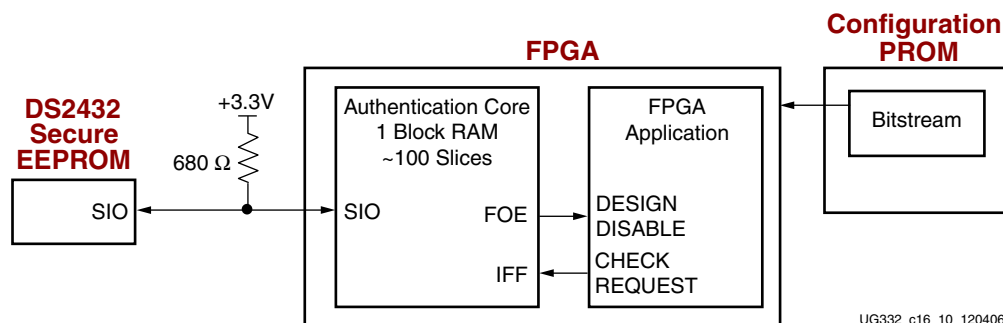 Configuration
PROM
FPGA
DS2432
Secure
EEPROM
+3.3V
680 Ω
SIO
Authentication Core
1 Block RAM
~100 Slices
SIO
FOE
IFF
FPGA
Application
DESIGN
DISABLE
CHECK
REQUEST
Bitstream
UG332_c16_10_120406